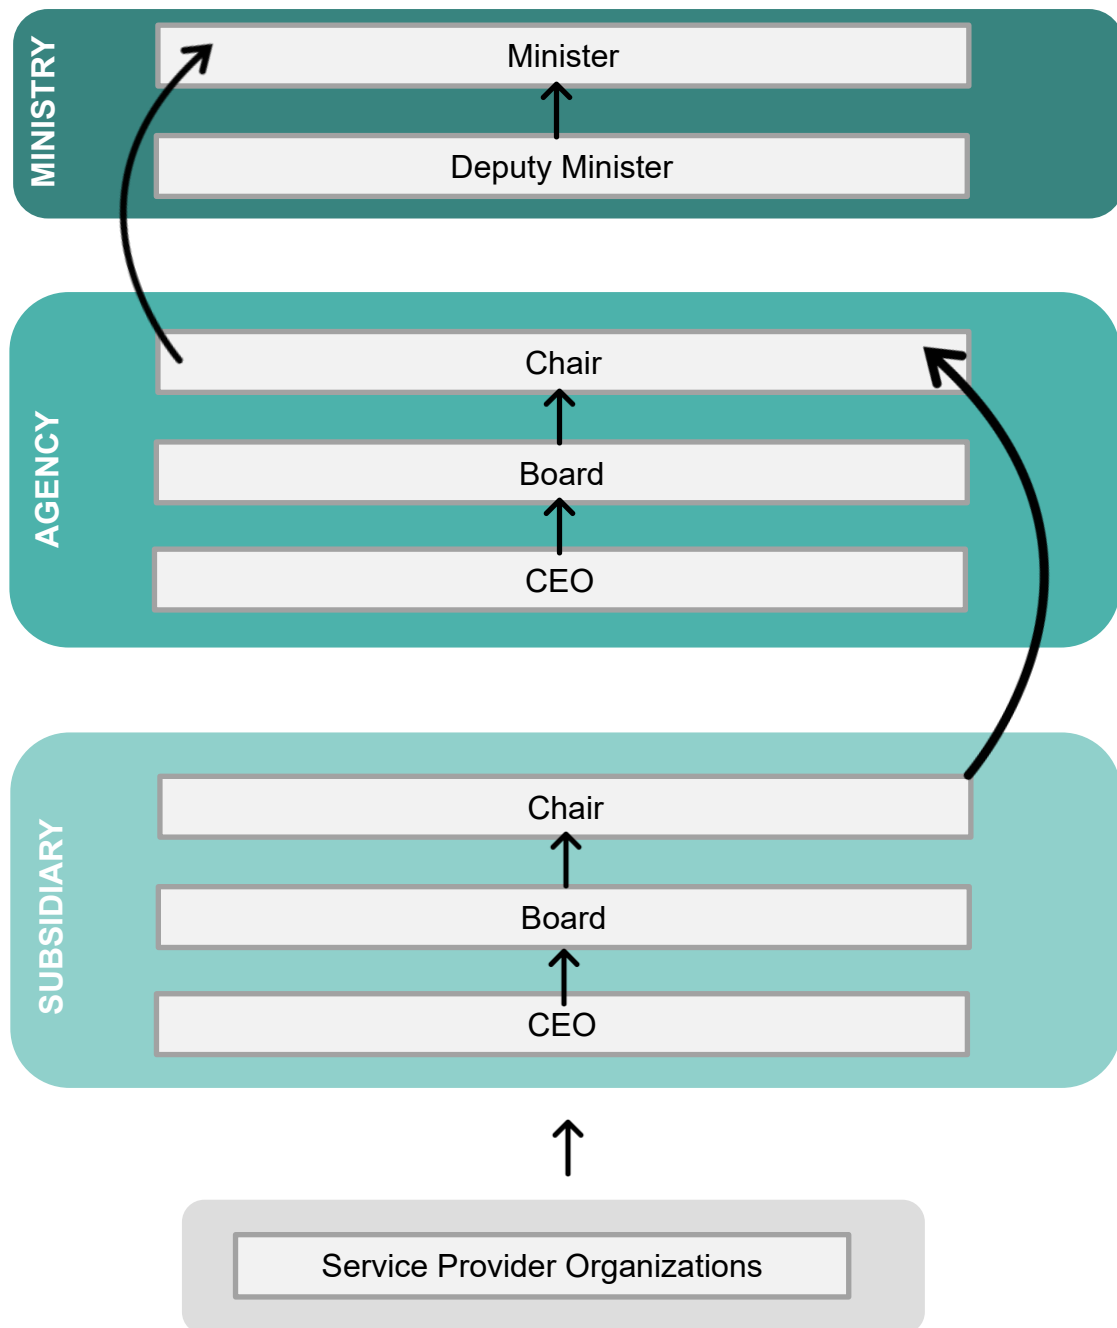 MINISTRY
Minister
Deputy Minister
AGENCY
Chair
Board
CEO
SUBSIDIARY
Chair
Board
CEO
Service Provider Organizations